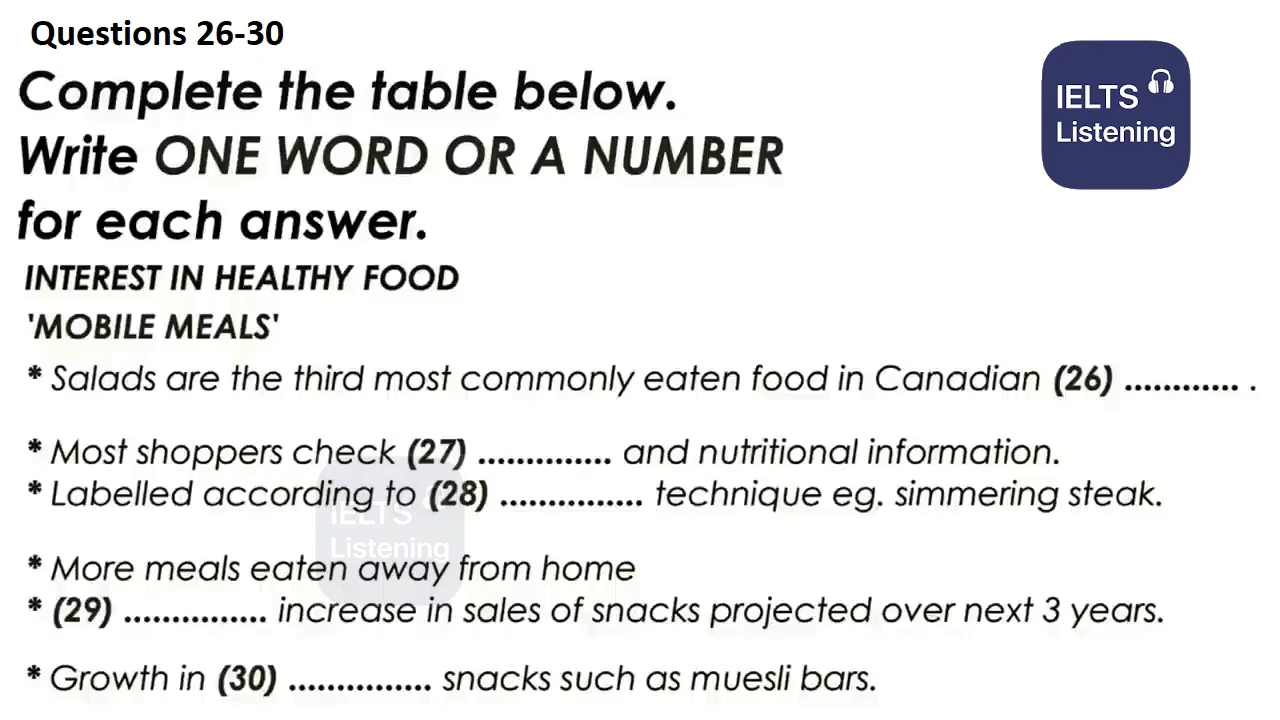 Questions 26-30
Complete the table below.
Write ONE WORD OR A NUMBER
for each answer.
IELTS
Listening
INTEREST IN HEALTHY FOOD
'MOBILE MEALS'
* Salads are the third most commonly eaten food in Canadian (26) ............ .
* Most shoppers check (27) .............. and nutritional information.
* Labelled according to (28) ............... technique eg. simmering steak.
IELTS
Listening
* More meals eaten away from home
* (29) ............... increase in sales of snacks projected over next 3 years.
* Growth in (30) ............... snacks such as muesli bars.